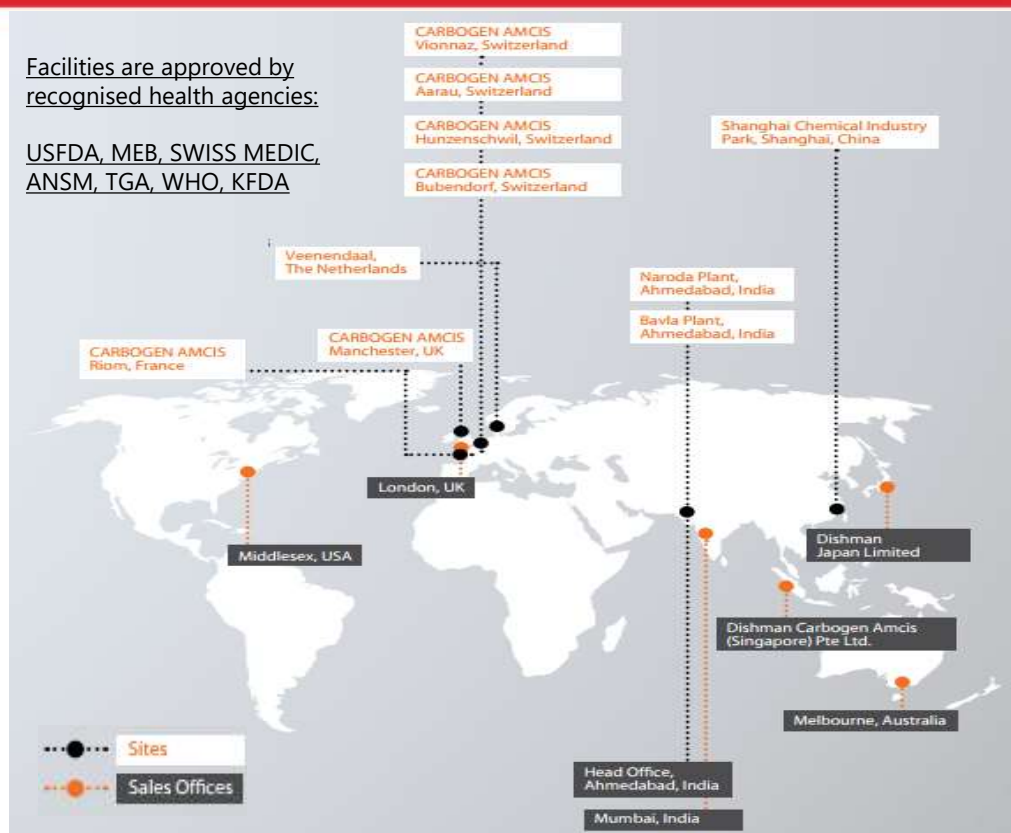 Facilities are approved by
recognised health agencies:
USFDA, MEB, SWISS MEDIC,
ANSM, TGA, WHO, KFDA
CARBOGEN AMCIS
Vionnaz, Switzerland
CARBOGEN AMCIS
Aarau, Switzerland
CARBOGEN AMCIS
Hunzenschwil, Switzerland
CARBOGEN AMCIS
Bubendorf, Switzerland
Shanghai Chemical Industry
Park, Shanghai, China
Veenendaal,
The Netherlands
Naroda Plant,
Ahmedabad, India
Bavla Plant,
Ahmedabad, India
CARBOGEN AMCIS
Manchester, UK
CARBOGEN AMCIS
Riom, France
London, UK
Middlesex, USA
Dishman
Japan Limited
Dishman Carbogen Amcis
(Singapore) Pte Ltd.
Melbourne, Australia
Head Office,
Ahmedabad, India
Mumbai, India
Sites
Sales Offices